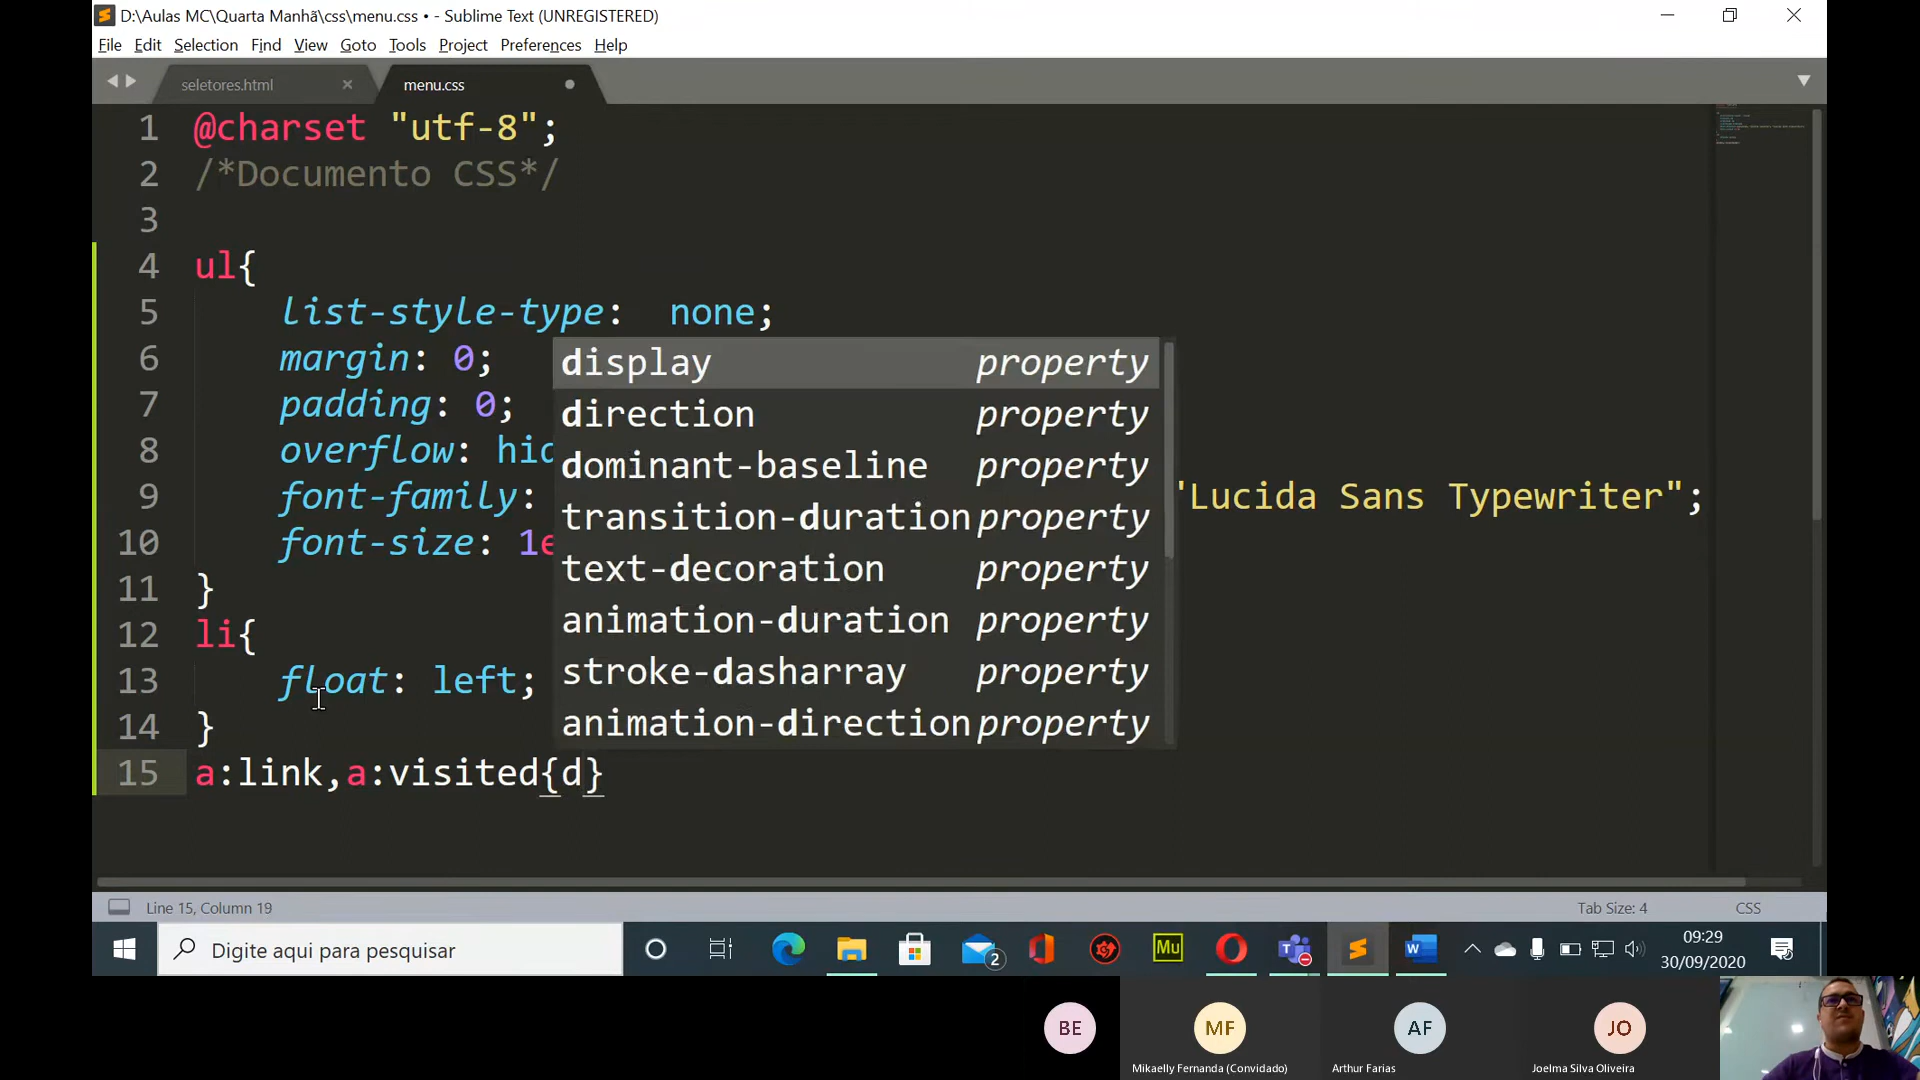 D:\Aulas MC\Quarta Manhã\css\menu.css • - Sublime Text (UNREGISTERED)
File Edit Selection Find View Goto Tools Project Preferences Help
seletores.html menu.css
1 @charset "utf-8";
2 /*Documento CSS*/
3
4 ul{
5 list-style-type: none;
6 margin: 0;
7 padding: 0;
8 overflow: hid
9 font-family: "Lucida Sans Typewriter";
10 font-size: 1e
11 }
12 li{
13 float: left;
14 }
15 a:link,a:visited{d}
display property
direction property
dominant-baseline property
transition-duration property
text-decoration property
animation-duration property
stroke-dasharray property
animation-direction property
Line 15, Column 19 Tab Size: 4 CSS
Digite aqui para pesquisar
2
Mu
09:29
30/09/2020
BE MF AF JO
Mikaelly Fernanda (Convidado) Arthur Farias Joelma Silva Oliveira